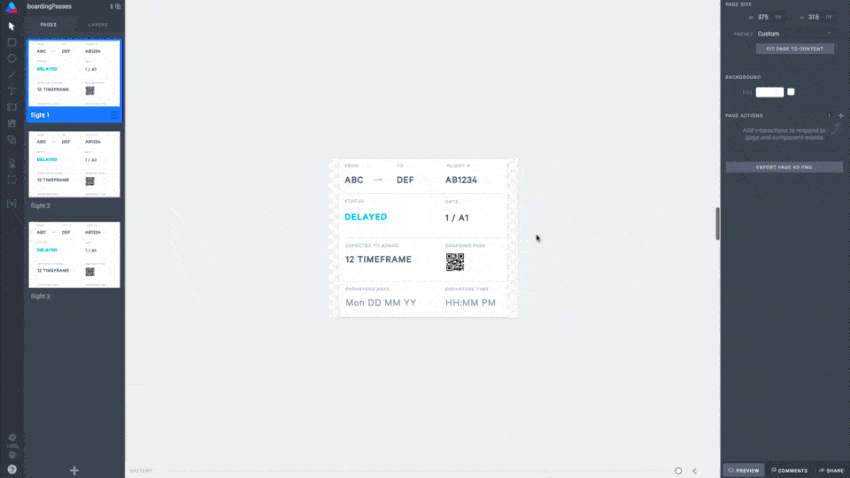 boardingPasses
PAGES LAYERS
FROM TO FLIGHT #
ABC — DEF AB1234
DELAYED 1 / A1
12 TIMEFRAME
flight 1
ABC — DEF AB1234
DELAYED 1 / A1
12 TIMEFRAME
flight 2
ABC — DEF AB1234
DELAYED 1 / A1
12 TIMEFRAME
flight 3
FROM TO FLIGHT #
ABC — DEF AB1234
STATUS GATE
DELAYED 1 / A1
EXPECTED TO BOARD BOARDING PASS
12 TIMEFRAME
DEPARTURE DATE DEPARTURE TIME
Mon DD MM YY HH:MM PM
HISTORY
PAGE SIZE
W 375 PX H 315 PX
PRESET Custom
FIT PAGE TO CONTENT
BACKGROUND
FILL
PAGE ACTIONS
Add interactions to respond to
page and component events.
EXPORT PAGE AS PNG
PREVIEW COMMENTS SHARE